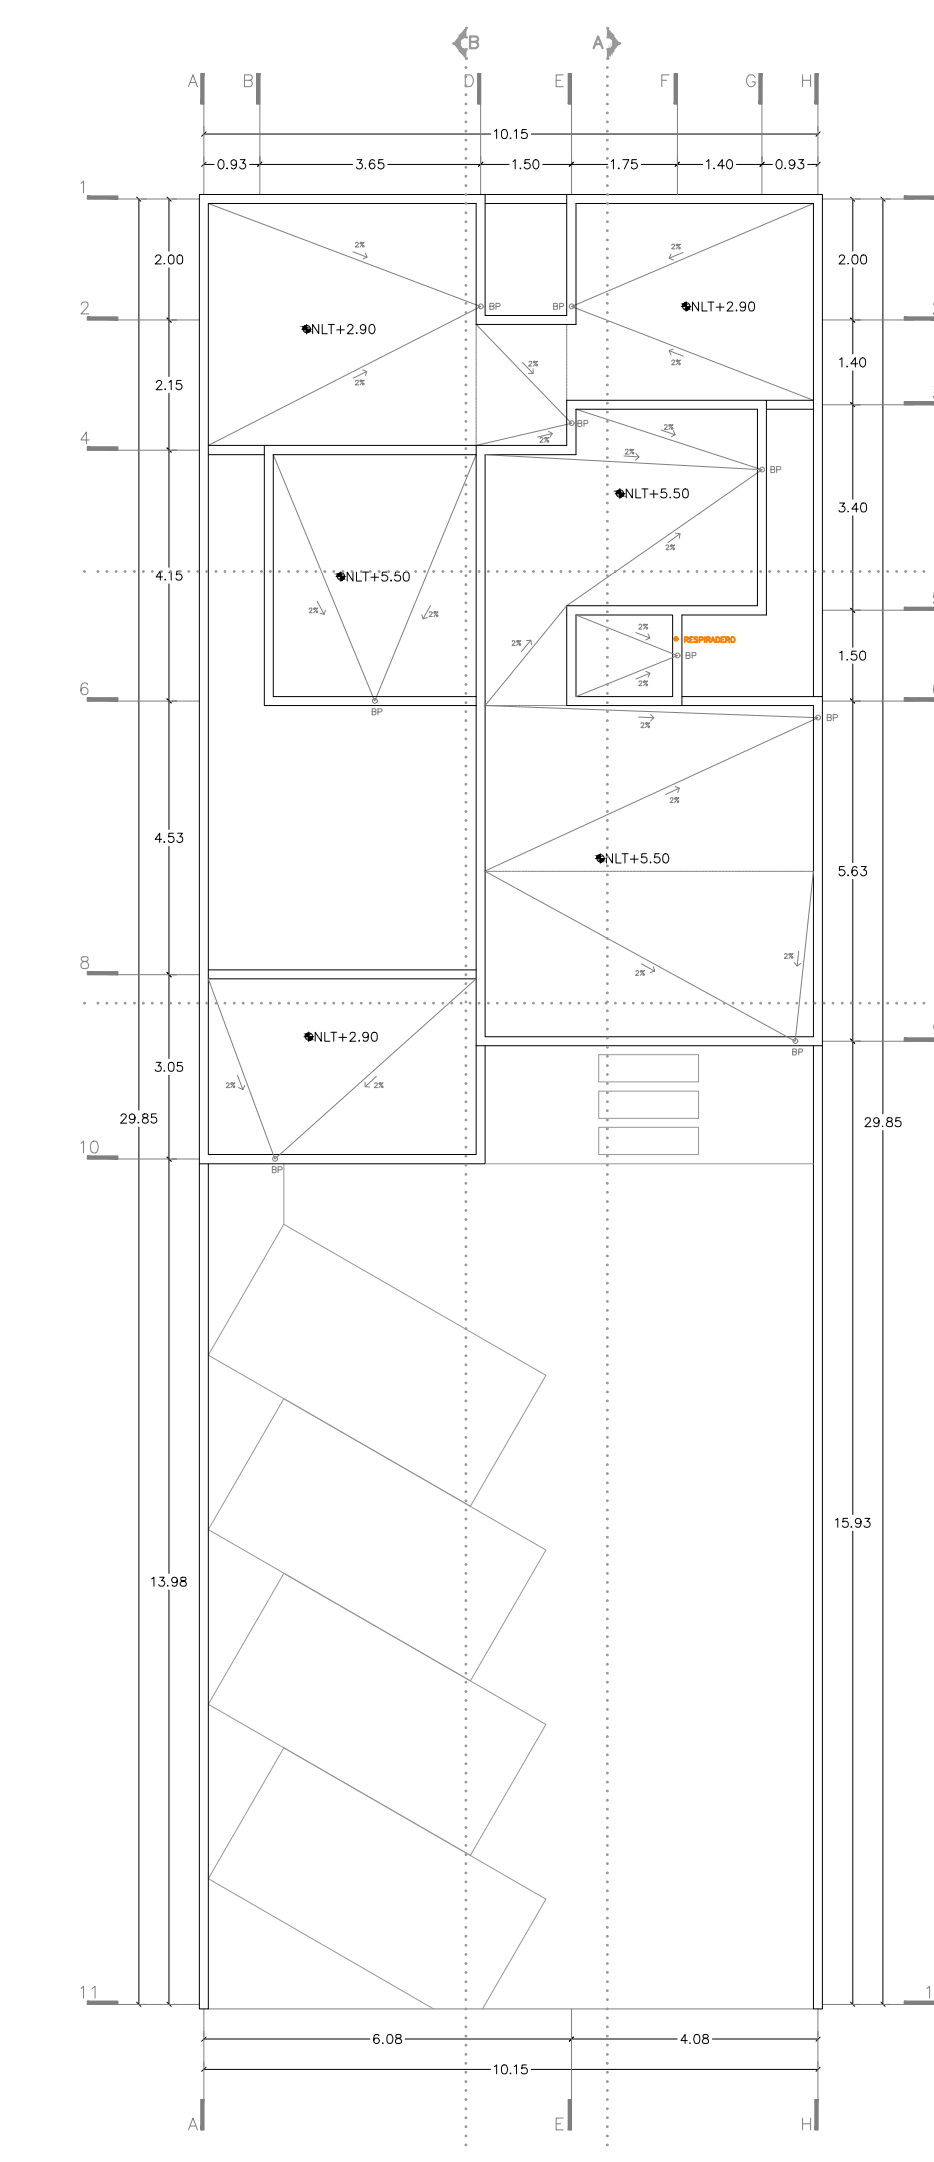 B A
A B D E F G H
10.15
0.93 3.65 1.50 1.75 1.40 0.93
1
2% 2%
2.00 2.00
2 BP BP NLT+2.90
NLT+2.90
2% 2% 1.40
2.15 2%
BP 2%
4 2% 2%
BP
NLT+5.50
3.40
4.15 NLT+5.50
2% 2%
2%
2% 2% RESPIRADERO
BP 1.50
2%
6
BP BP
2%
2%
4.53
NLT+5.50
5.63
8 2%
2%
NLT+2.90
BP
3.05
2% 2%
29.85 29.85
10
BP
15.93
13.98
11 1
6.08 4.08
10.15
A E H